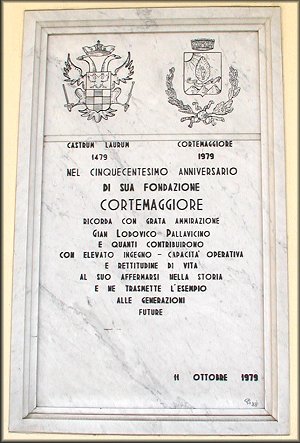 CASTRUM LAURUM CORTEMAGGIORE
1479 1979
NEL CINQUECENTESIMO ANNIVERSARIO
DI SUA FONDAZIONE
CORTEMAGGIORE
RICORDA CON GRATA AMMIRAZIONE
GIAN LODOVICO PALLAVICINO
E QUANTI CONTRIBUIRONO
CON ELEVATO INGEGNO - CAPACITÀ OPERATIVA
E RETTITUDINE DI VITA
AL SUO AFFERMARSI NELLA STORIA
E NE TRASMETTE L'ESEMPIO
ALLE GENERAZIONI
FUTURE
11 OTTOBRE 1979